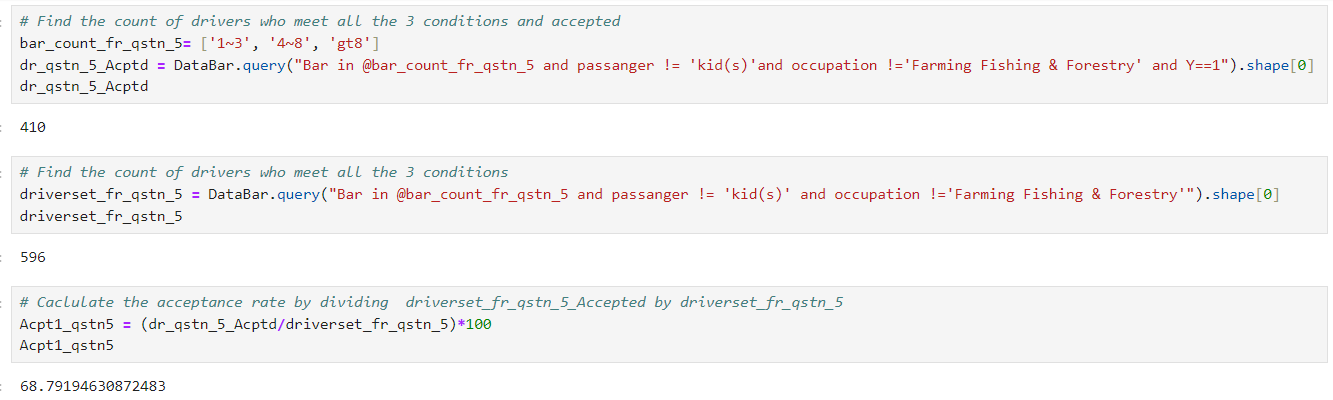 # Find the count of drivers who meet all the 3 conditions and accepted
bar_count_fr_qstn_5= ['1~3', '4~8', 'gt8']
dr_qstn_5_Acptd = DataBar.query("Bar in @bar_count_fr_qstn_5 and passanger != 'kid(s)'and occupation !='Farming Fishing & Forestry' and Y==1").shape[0]
dr_qstn_5_Acptd
410
# Find the count of drivers who meet all the 3 conditions
driverset_fr_qstn_5 = DataBar.query("Bar in @bar_count_fr_qstn_5 and passanger != 'kid(s)' and occupation !='Farming Fishing & Forestry'").shape[0]
driverset_fr_qstn_5
596
# Caclulate the acceptance rate by dividing  driverset_fr_qstn_5_Accepted by driverset_fr_qstn_5
Acpt1_qstn5 = (dr_qstn_5_Acptd/driverset_fr_qstn_5)*100
Acpt1_qstn5
68.79194630872483